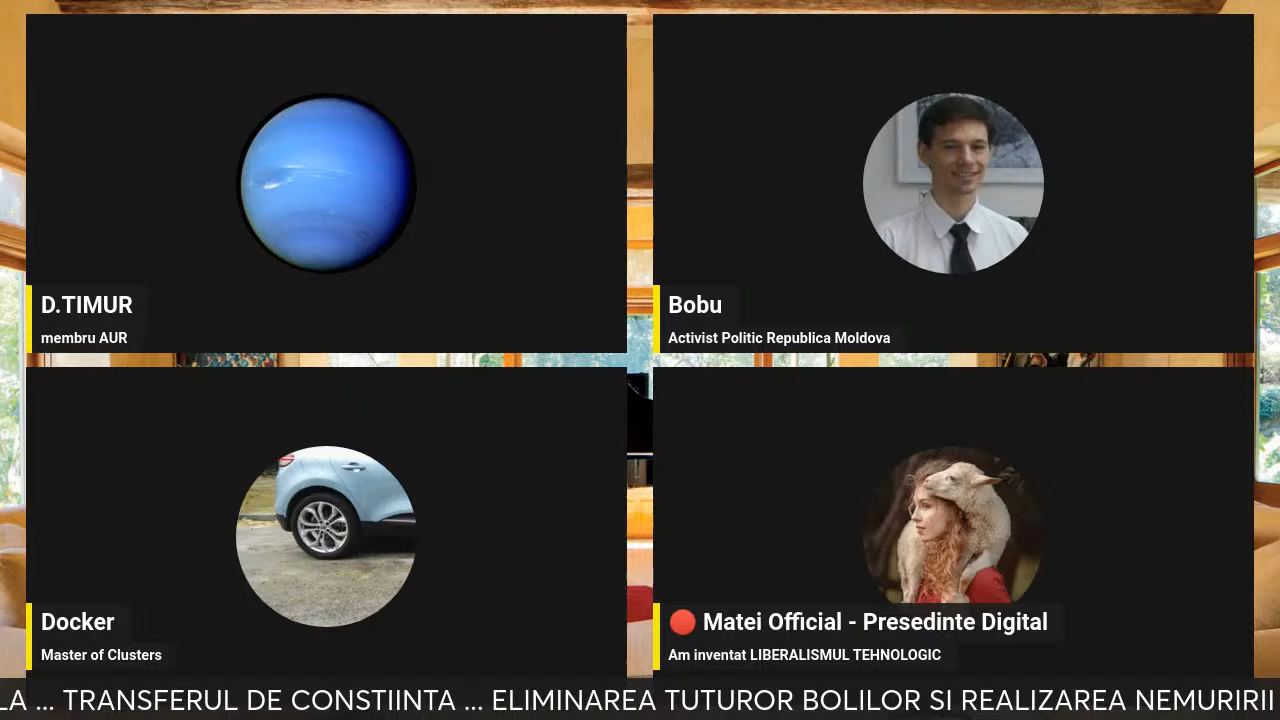 D.TIMUR
membru AUR
Bobu
Activist Politic Republica Moldova
Docker
Master of Clusters
Matei Official - Presedinte Digital
Am inventat LIBERALISMUL TEHNOLOGIC
LA ... TRANSFERUL DE CONSTIINTA ... ELIMINAREA TUTUROR BOLILOR SI REALIZAREA NEMURIRII